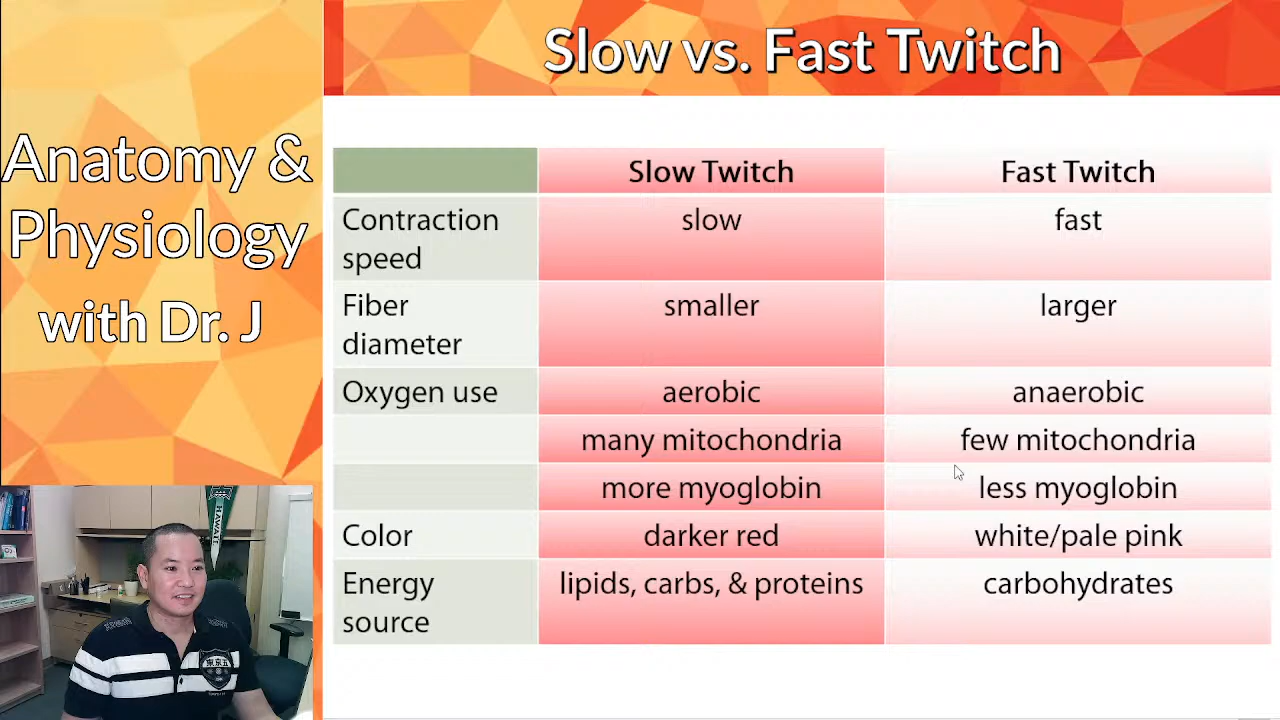 Slow vs. Fast Twitch
Anatomy &
Physiology
with Dr. J
Slow Twitch Fast Twitch
Contraction speed slow fast
Fiber diameter smaller larger
Oxygen use aerobic anaerobic
many mitochondria few mitochondria
more myoglobin less myoglobin
Color darker red white/pale pink
Energy source lipids, carbs, & proteins carbohydrates
HAWAII